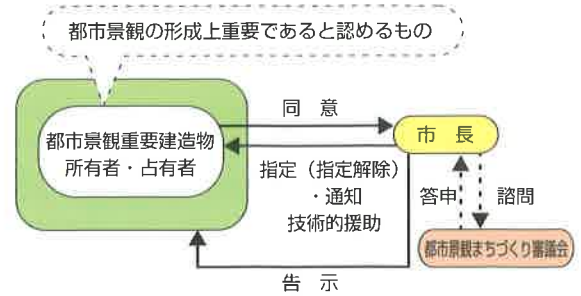 都市景観の形成上重要であると認めるもの
都市景観重要建造物
所有者・占有者
同　意
市　長
指定（指定解除）
・通知
技術的援助
答申
諮問
都市景観まちづくり審議会
告　示